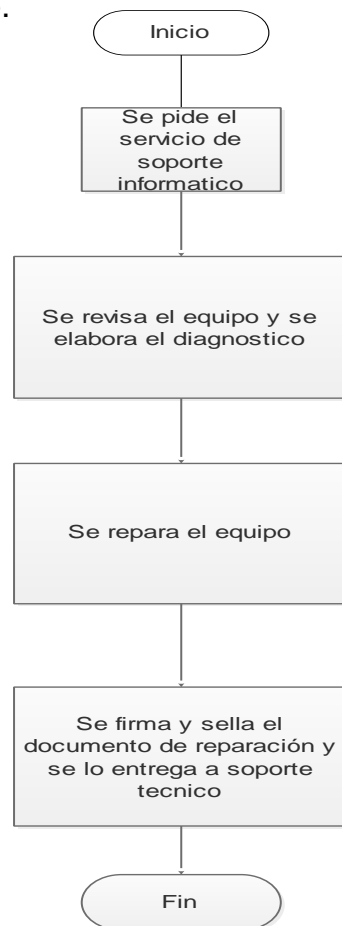 .
Inicio
Se pide el
servicio de
soporte
informatico
Se revisa el equipo y se
elabora el diagnostico
Se repara el equipo
Se firma y sella el
documento de reparación y
se lo entrega a soporte
tecnico
Fin